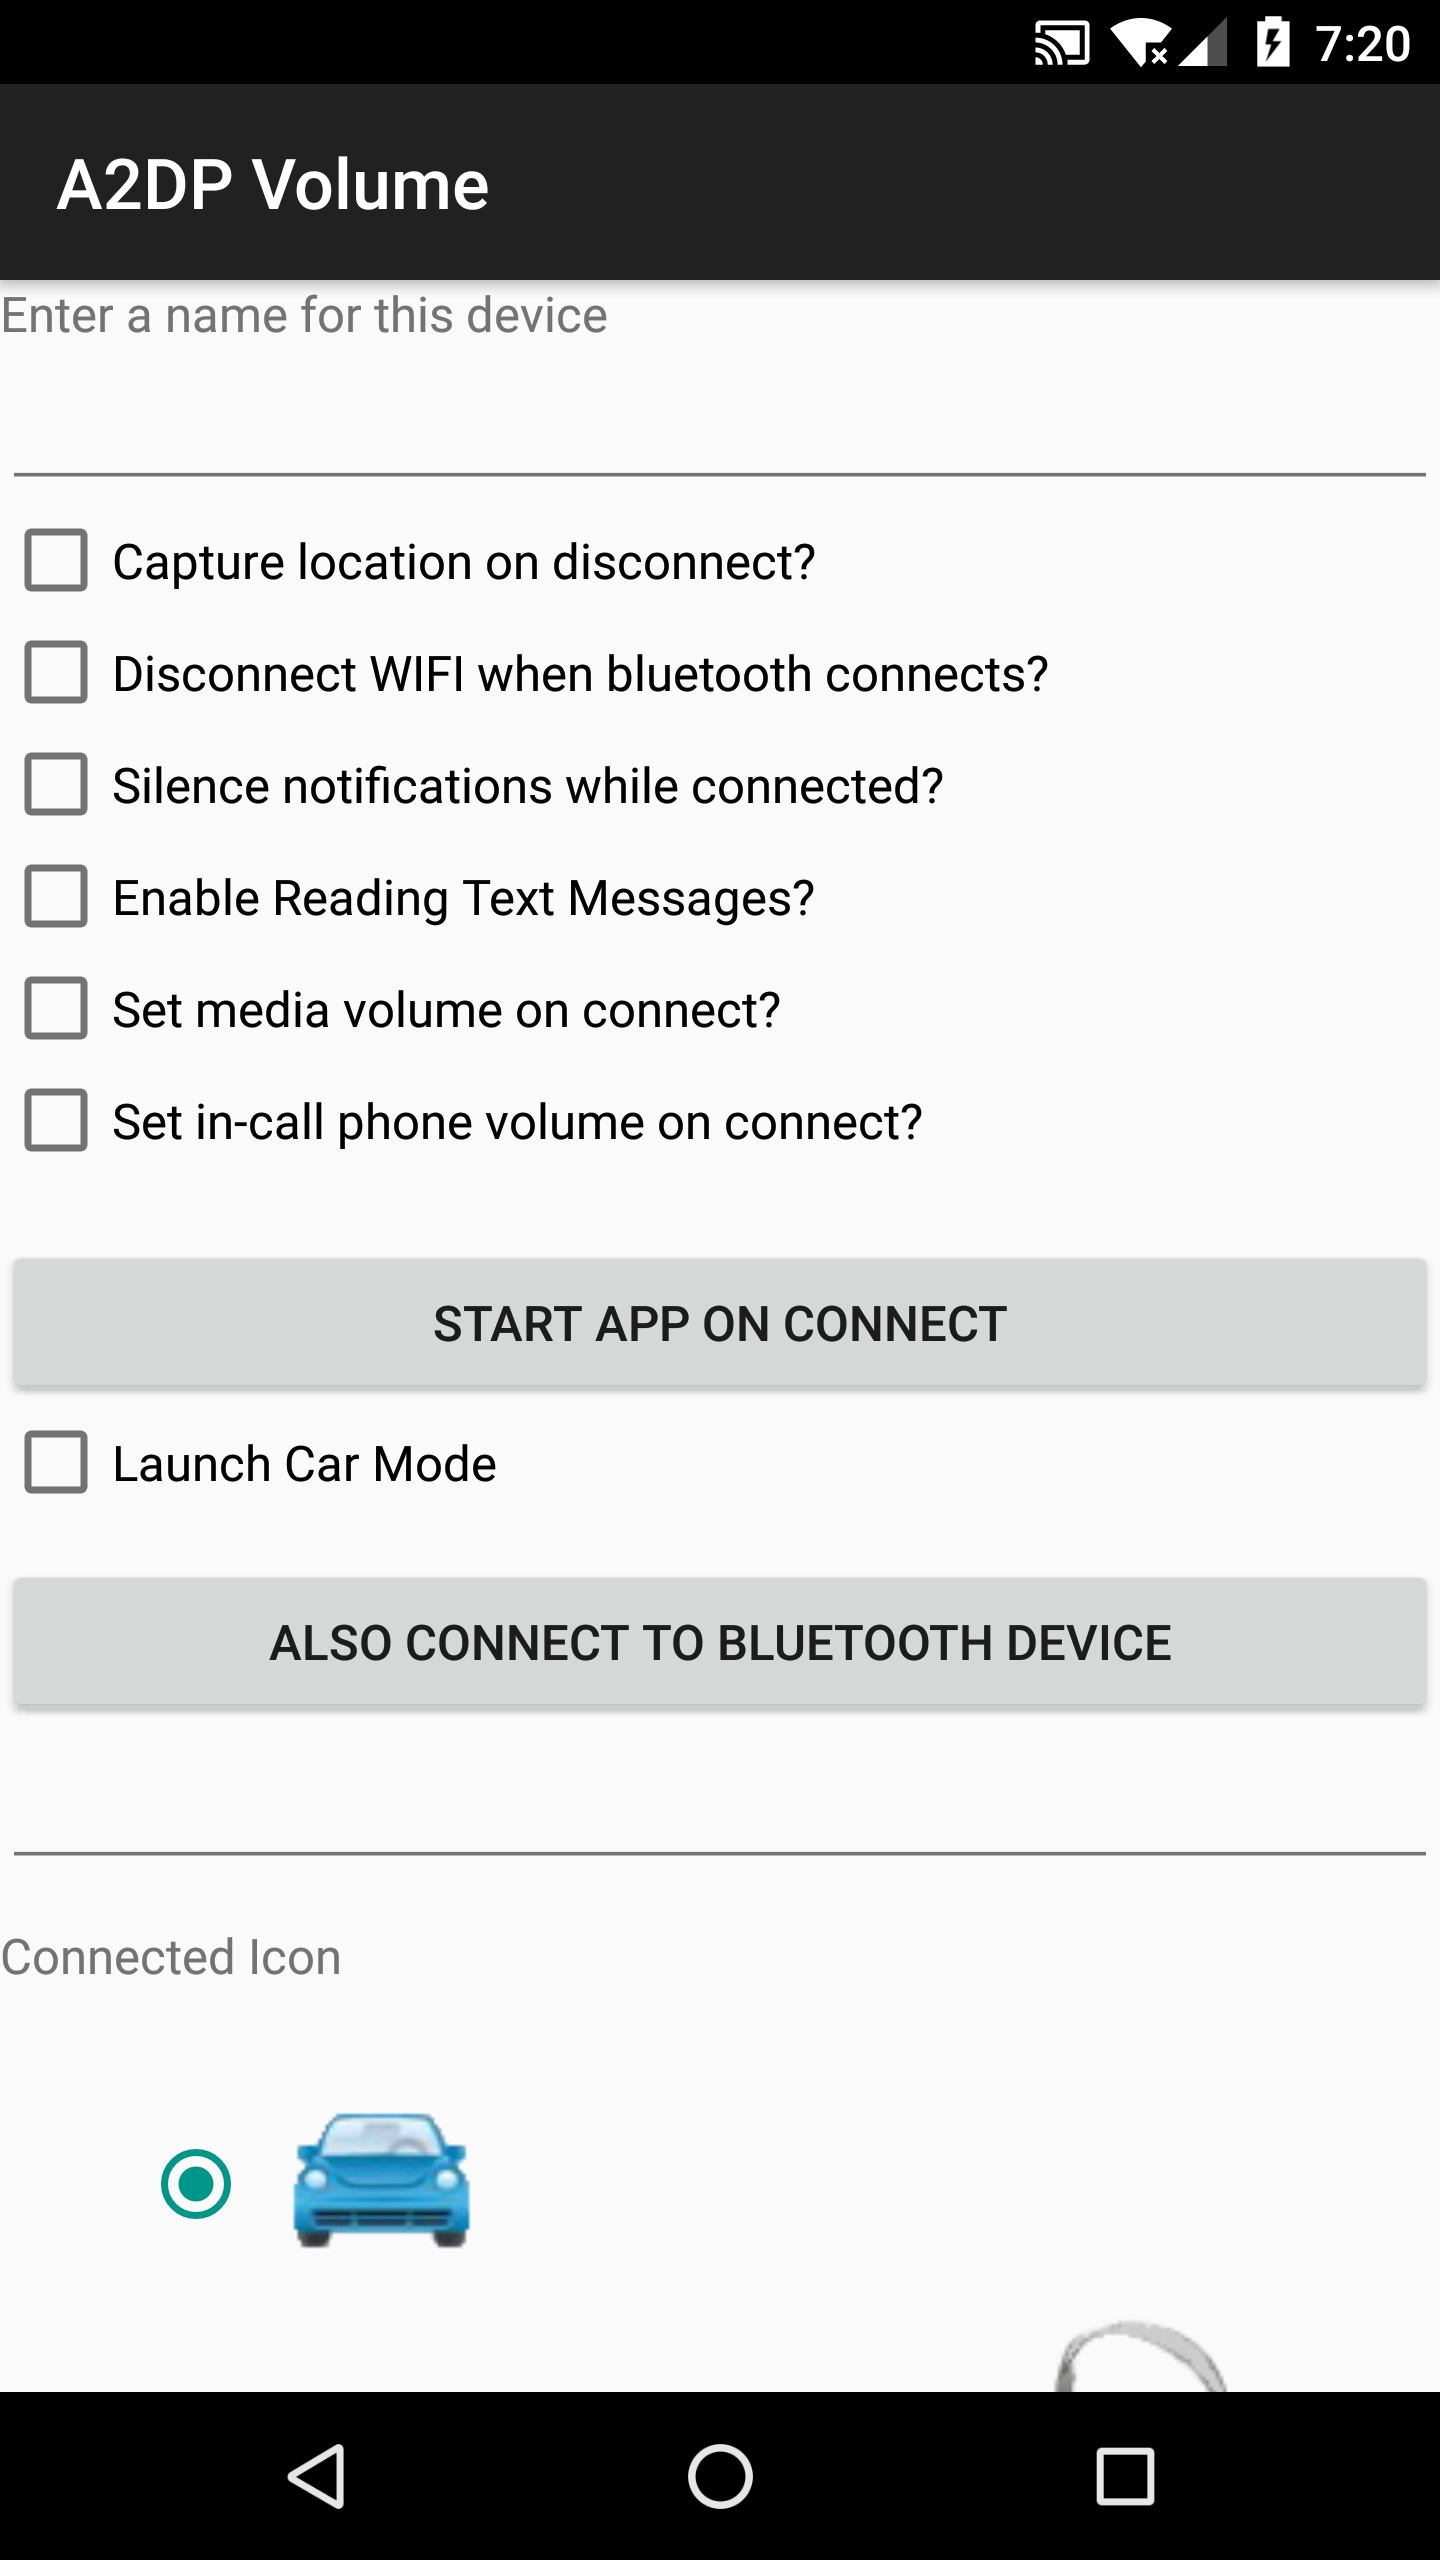 7:20
A2DP Volume
Enter a name for this device
Capture location on disconnect?
Disconnect WIFI when bluetooth connects?
Silence notifications while connected?
Enable Reading Text Messages?
Set media volume on connect?
Set in-call phone volume on connect?
START APP ON CONNECT
Launch Car Mode
ALSO CONNECT TO BLUETOOTH DEVICE
Connected Icon